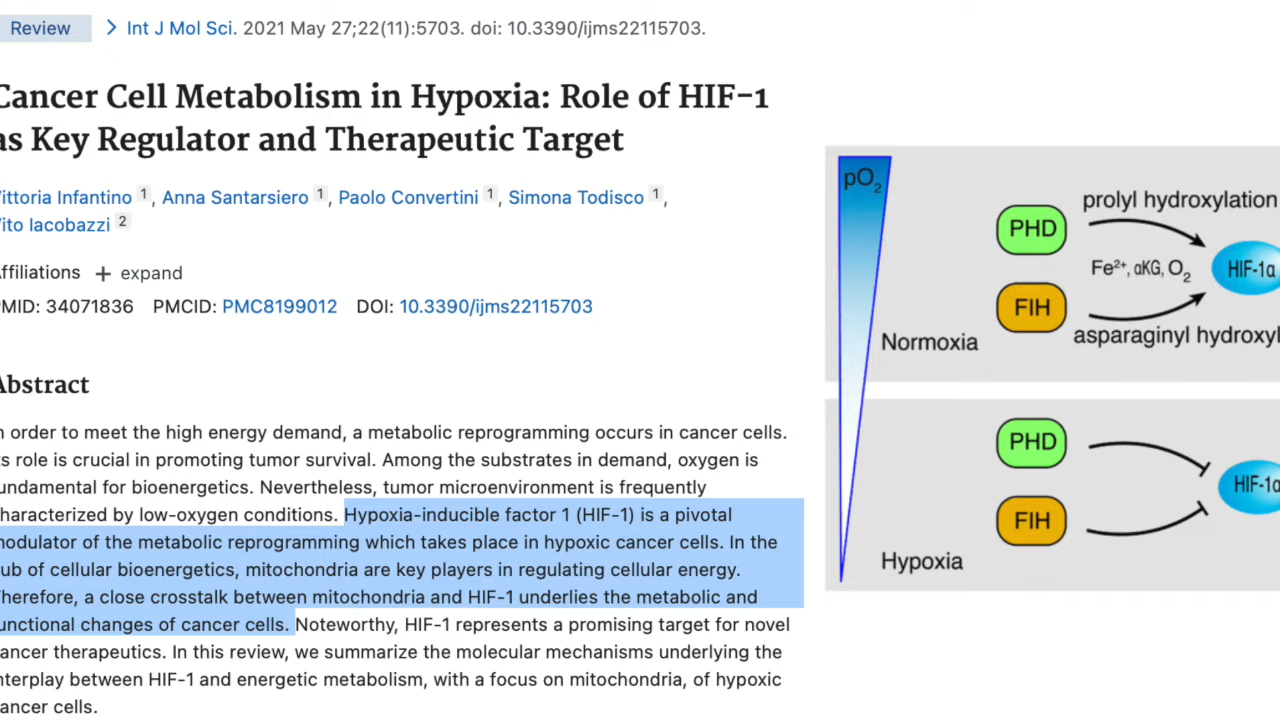 Review > Int J Mol Sci. 2021 May 27;22(11):5703. doi: 10.3390/ijms22115703.
Cancer Cell Metabolism in Hypoxia: Role of HIF-1
as Key Regulator and Therapeutic Target
ittoria Infantino 1, Anna Santarsiero 1, Paolo Convertini 1, Simona Todisco 1,
ito Iacobazzi 2
ffiliations + expand
MID: 34071836 PMCID: PMC8199012 DOI: 10.3390/ijms22115703
Abstract
n order to meet the high energy demand, a metabolic reprogramming occurs in cancer cells.
ts role is crucial in promoting tumor survival. Among the substrates in demand, oxygen is
undamental for bioenergetics. Nevertheless, tumor microenvironment is frequently
haracterized by low-oxygen conditions. Hypoxia-inducible factor 1 (HIF-1) is a pivotal
modulator of the metabolic reprogramming which takes place in hypoxic cancer cells. In the
ub of cellular bioenergetics, mitochondria are key players in regulating cellular energy.
herefore, a close crosstalk between mitochondria and HIF-1 underlies the metabolic and
unctional changes of cancer cells. Noteworthy, HIF-1 represents a promising target for novel
ancer therapeutics. In this review, we summarize the molecular mechanisms underlying the
nterplay between HIF-1 and energetic metabolism, with a focus on mitochondria, of hypoxic
ancer cells.
pO2
prolyl hydroxylation
PHD
Fe2+, αKG, O2
HIF-1α
FIH
Normoxia
asparaginyl hydroxyl
PHD
HIF-1α
FIH
Hypoxia